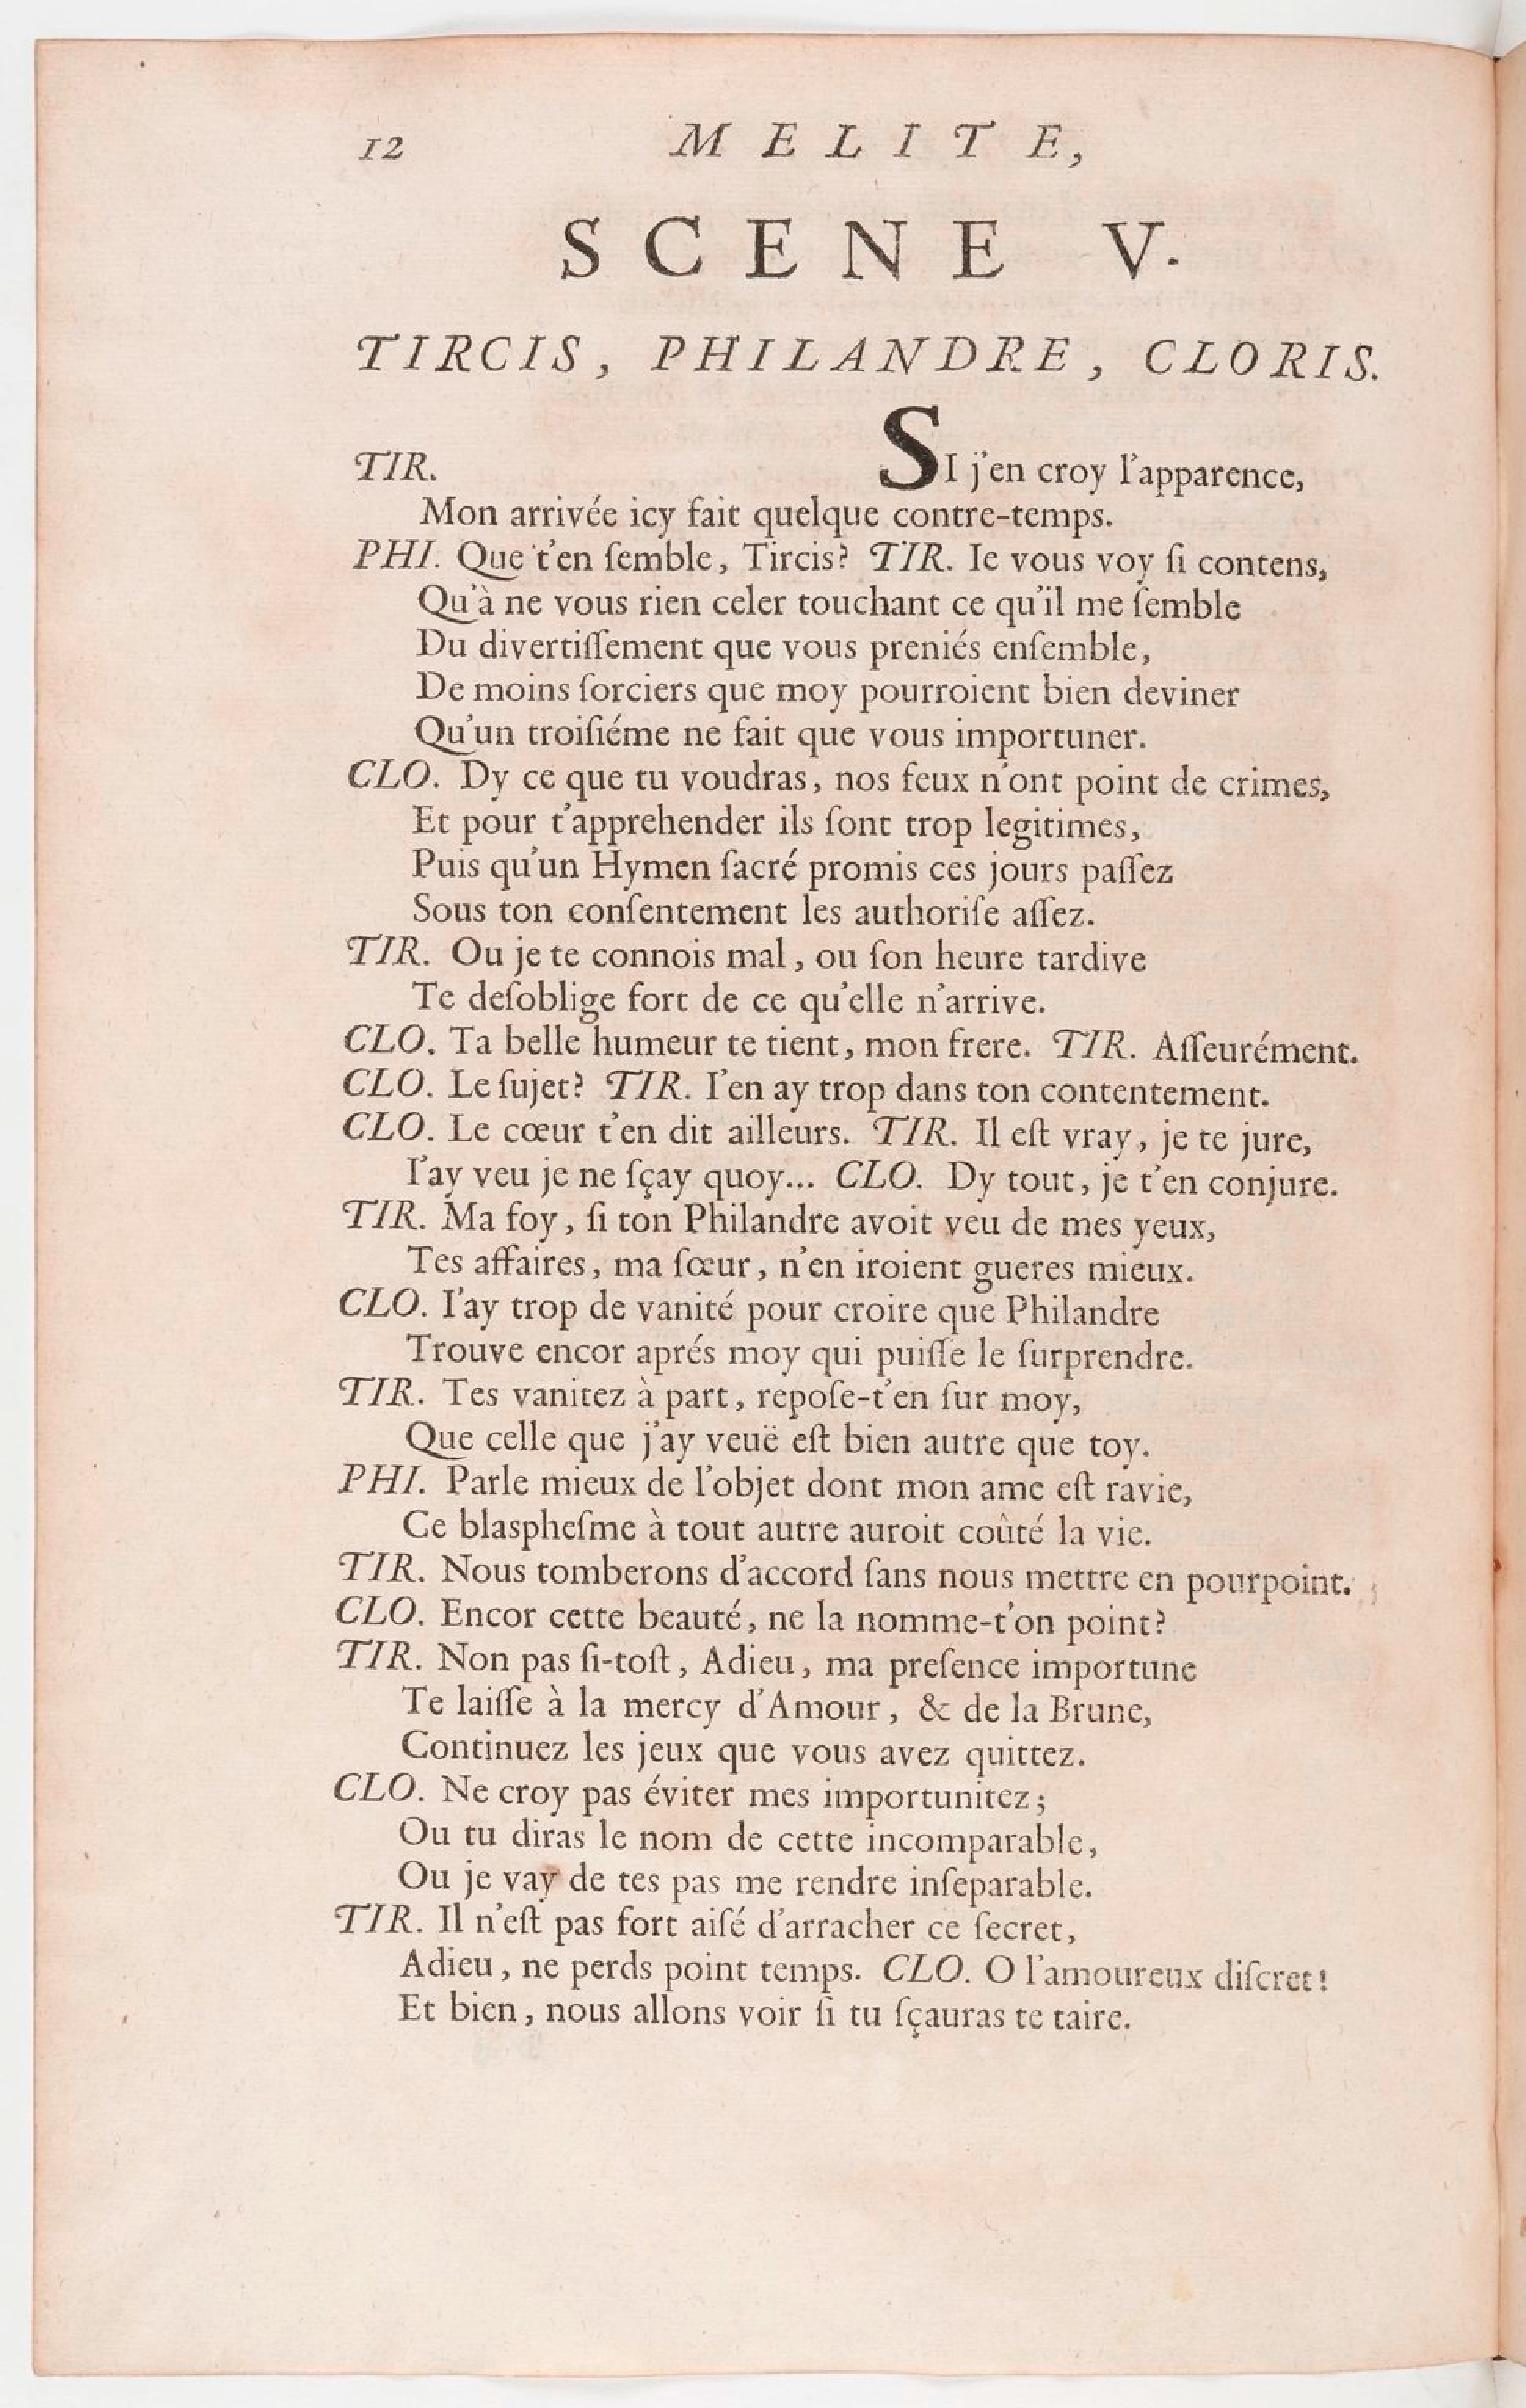 12 MELITE,
SCENE V.
TIRCIS, PHILANDRE, CLORIS.
TIR. SI j'en croy l'apparence,
Mon arrivée icy fait quelque contre-temps.
PHI. Que t'en ſemble, Tircis? TIR. Ie vous voy ſi contens,
Qu'à ne vous rien celer touchant ce qu'il me ſemble
Du divertiſſement que vous preniés enſemble,
De moins ſorciers que moy pourroient bien deviner
Qu'un troiſiéme ne fait que vous importuner.
CLO. Dy ce que tu voudras, nos feux n'ont point de crimes,
Et pour t'apprehender ils ſont trop legitimes,
Puis qu'un Hymen ſacré promis ces jours paſſez
Sous ton conſentement les authoriſe aſſez.
TIR. Ou je te connois mal, ou ſon heure tardive
Te deſoblige fort de ce qu'elle n'arrive.
CLO. Ta belle humeur te tient, mon frere. TIR. Aſſeurément.
CLO. Le ſujet? TIR. I'en ay trop dans ton contentement.
CLO. Le cœur t'en dit ailleurs. TIR. Il eſt vray, je te jure,
I'ay veu je ne ſçay quoy... CLO. Dy tout, je t'en conjure.
TIR. Ma foy, ſi ton Philandre avoit veu de mes yeux,
Tes affaires, ma ſœur, n'en iroient gueres mieux.
CLO. I'ay trop de vanité pour croire que Philandre
Trouve encor aprés moy qui puiſſe le ſurprendre.
TIR. Tes vanitez à part, repoſe-t'en ſur moy,
Que celle que j'ay veuë eſt bien autre que toy.
PHI. Parle mieux de l'objet dont mon ame eſt ravie,
Ce blaſpheſme à tout autre auroit coûté la vie.
TIR. Nous tomberons d'accord ſans nous mettre en pourpoint.
CLO. Encor cette beauté, ne la nomme-t'on point?
TIR. Non pas ſi-toſt, Adieu, ma preſence importune
Te laiſſe à la mercy d'Amour, & de la Brune,
Continuez les jeux que vous avez quittez.
CLO. Ne croy pas éviter mes importunitez;
Ou tu diras le nom de cette incomparable,
Ou je vay de tes pas me rendre inſeparable.
TIR. Il n'eſt pas fort aiſé d'arracher ce ſecret,
Adieu, ne perds point temps. CLO. O l'amoureux diſcret!
Et bien, nous allons voir ſi tu ſçauras te taire.